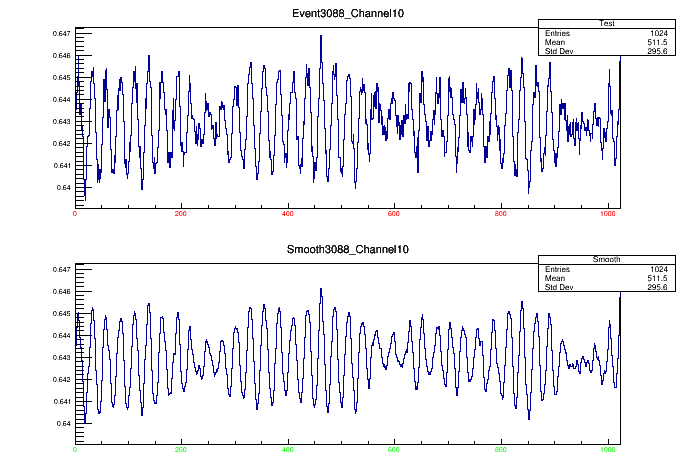 Event3088_Channel10
Test
Entries 1024
Mean 511.5
Std Dev 295.6
0.647
0.646
0.645
0.644
0.643
0.642
0.641
0.64
0 200 400 600 800 1000
Smooth3088_Channel10
Smooth
Entries 1024
Mean 511.5
Std Dev 295.6
0.647
0.646
0.645
0.644
0.643
0.642
0.641
0.64
0 200 400 600 800 1000